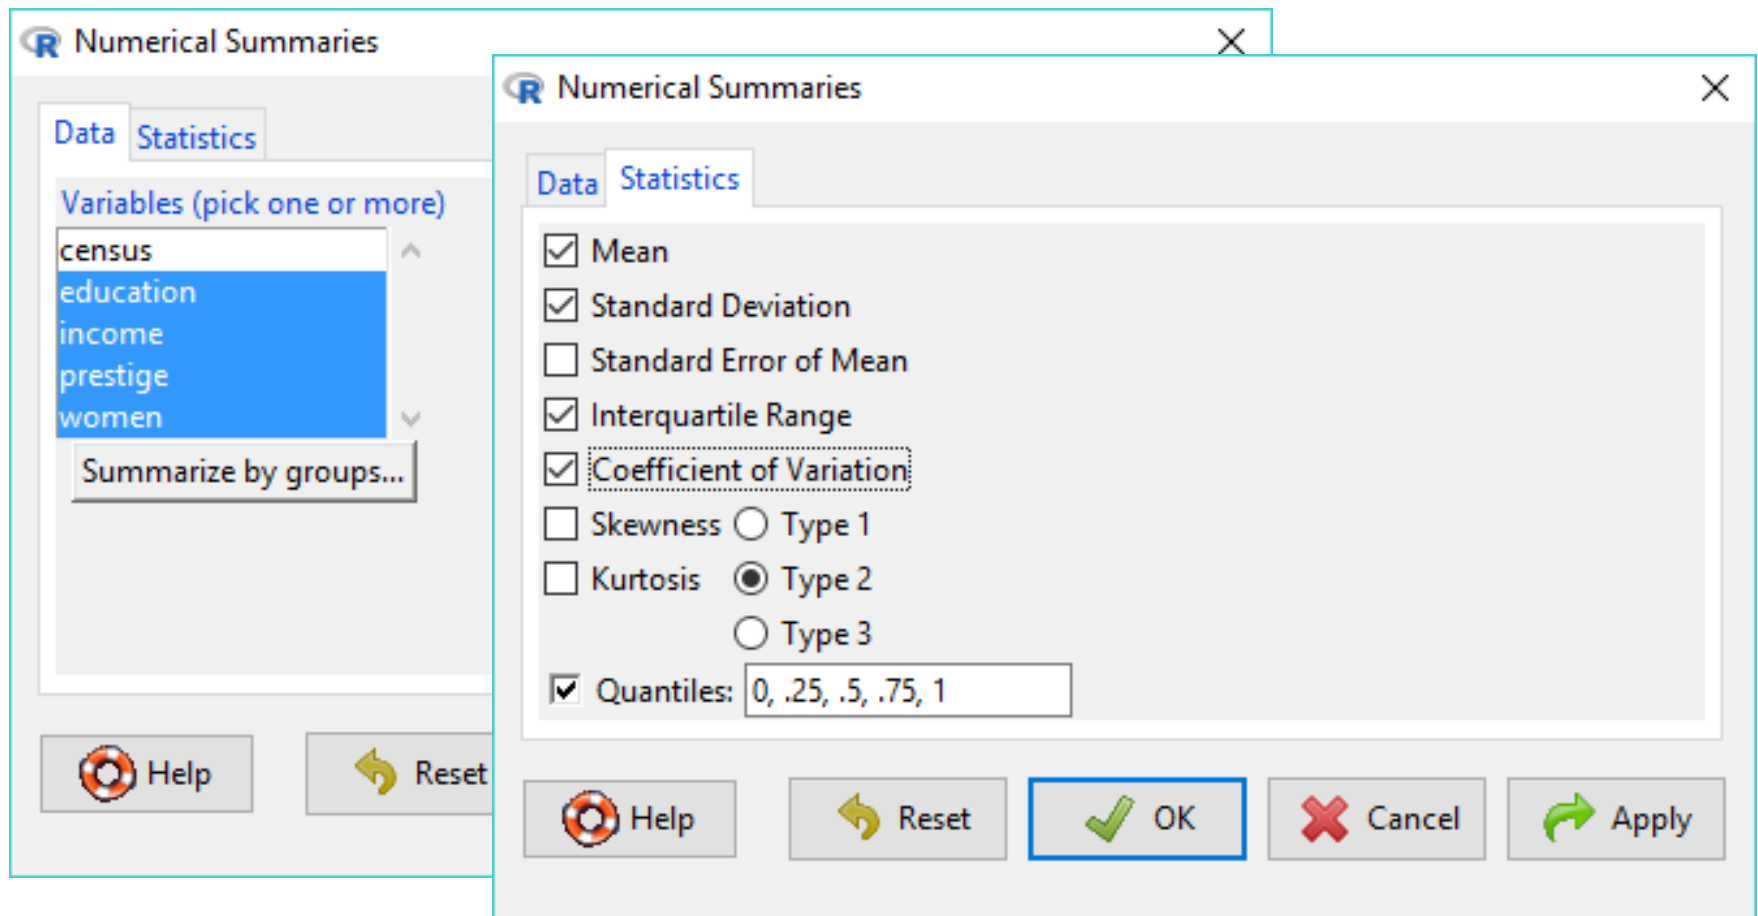 Numerical Summaries
Data Statistics
Variables (pick one or more)
census
education
income
prestige
women
Summarize by groups...
Help Reset
R Numerical Summaries
Data Statistics
Mean
Standard Deviation
Standard Error of Mean
Interquartile Range
Coefficient of Variation
Skewness Type 1
Kurtosis Type 2
Type 3
Quantiles: 0, .25, .5, .75, 1
Help Reset OK Cancel Apply